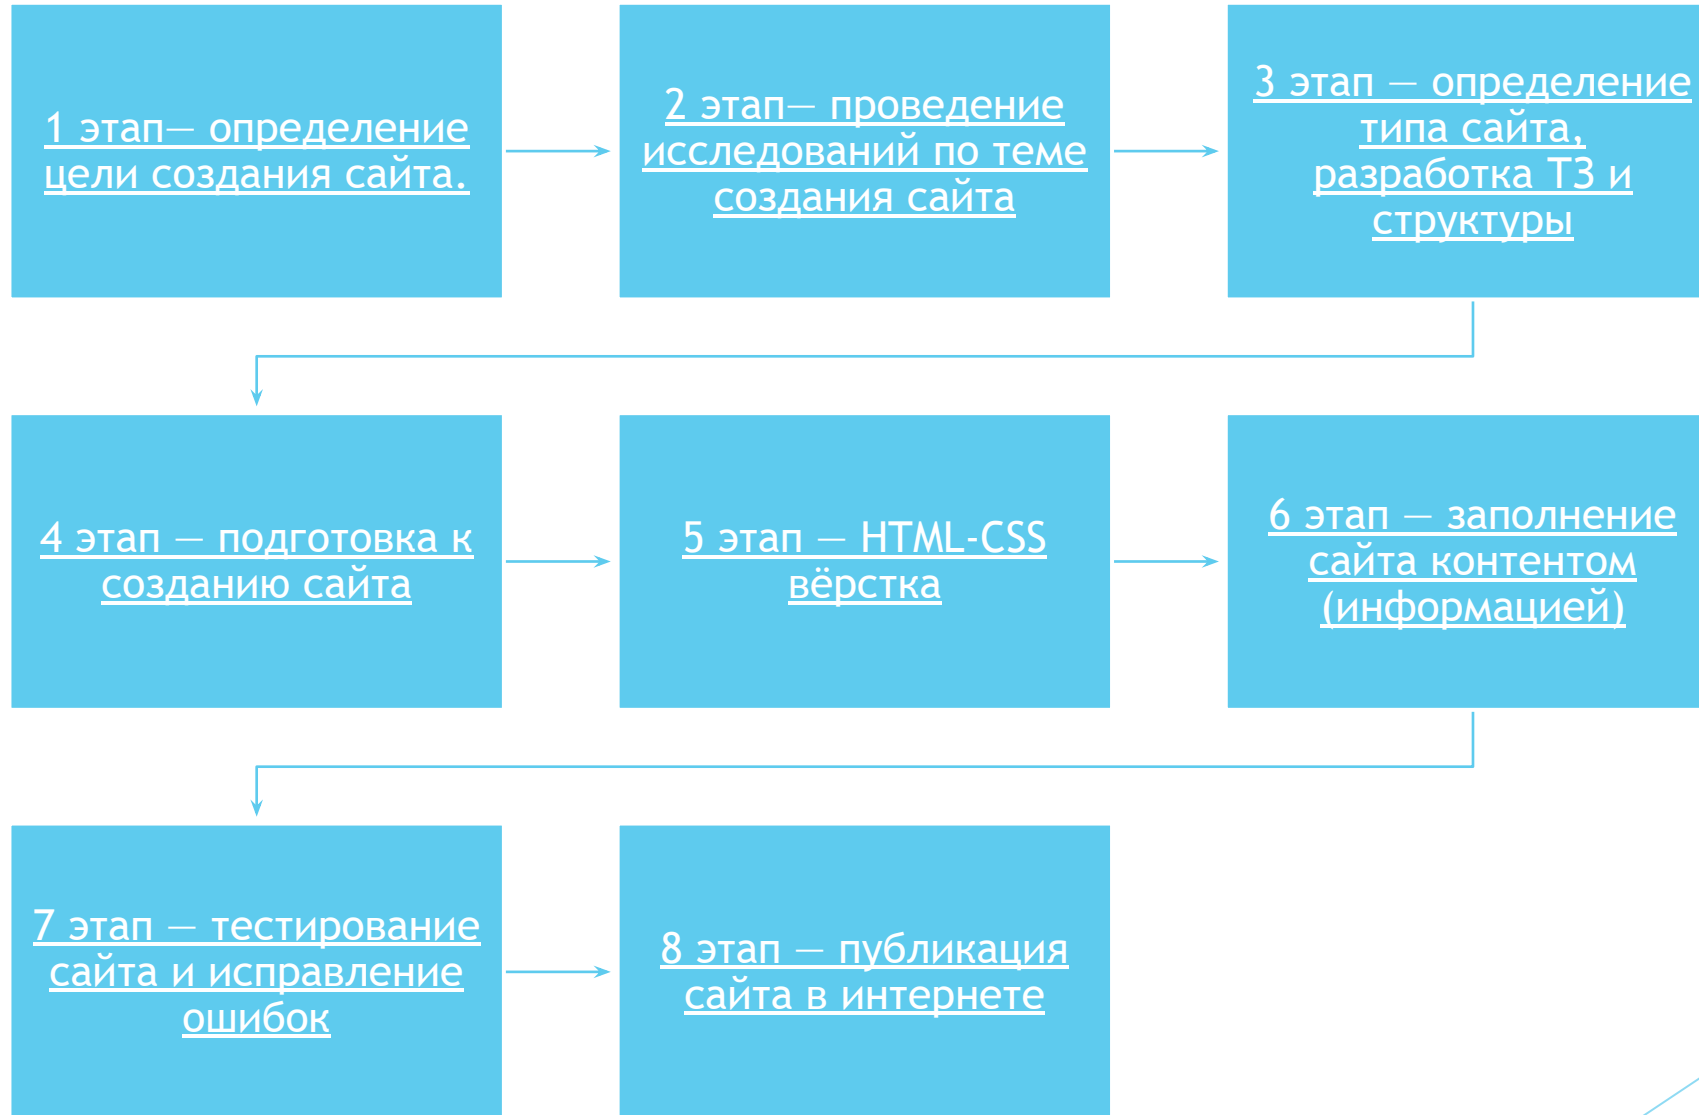 1 этап— определение
цели создания сайта.
2 этап— проведение
исследований по теме
создания сайта
3 этап — определение
типа сайта,
разработка ТЗ и
структуры
4 этап — подготовка к
созданию сайта
5 этап — HTML-CSS
вёрстка
6 этап — заполнение
сайта контентом
(информацией)
7 этап — тестирование
сайта и исправление
ошибок
8 этап — публикация
сайта в интернете